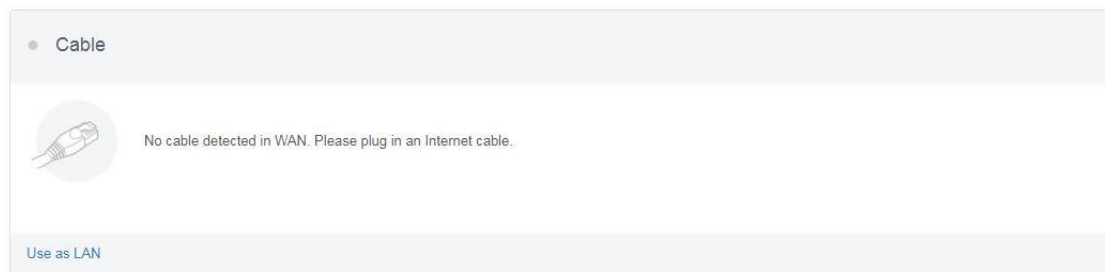 Cable
No cable detected in WAN. Please plug in an Internet cable.
Use as LAN